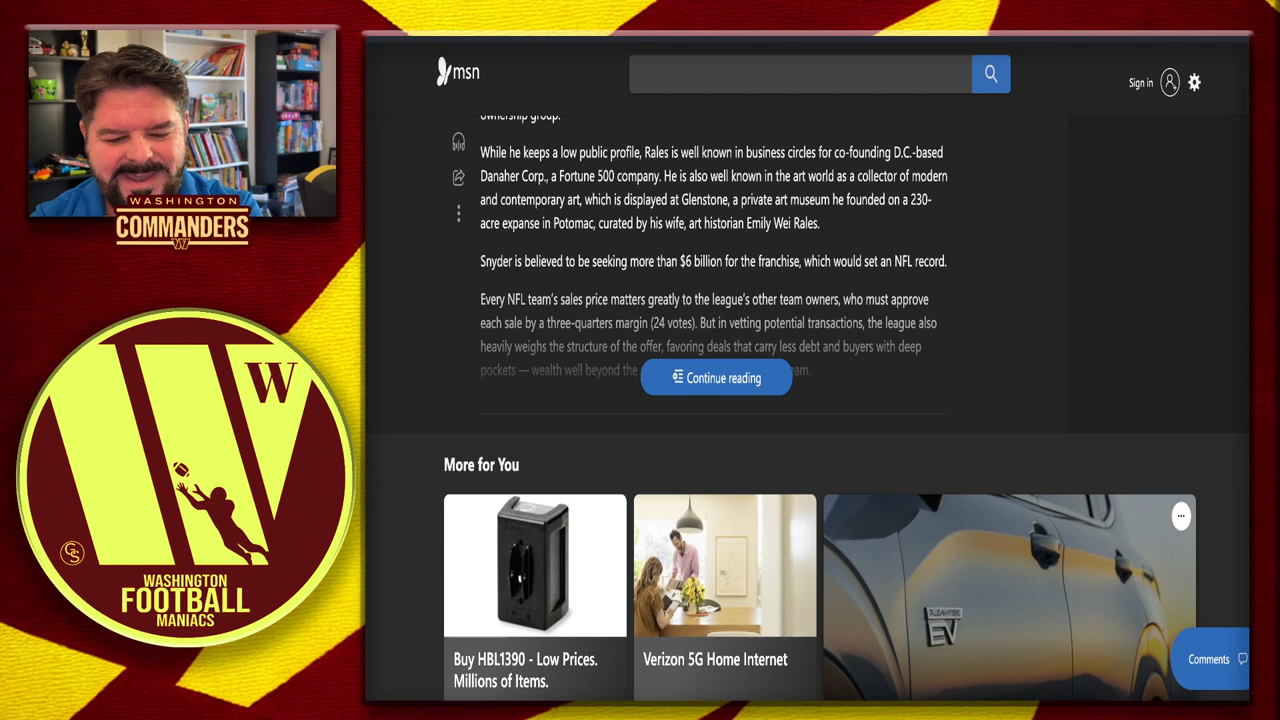 WASHINGTON
COMMANDERS
W
W
CS
WASHINGTON
FOOTBALL
MANIACS
msn
Sign in
ownership group.
While he keeps a low public profile, Rales is well known in business circles for co-founding D.C.-based
Danaher Corp., a Fortune 500 company. He is also well known in the art world as a collector of modern
and contemporary art, which is displayed at Glenstone, a private art museum he founded on a 230-
acre expanse in Potomac, curated by his wife, art historian Emily Wei Rales.
Snyder is believed to be seeking more than $6 billion for the franchise, which would set an NFL record.
Every NFL team’s sales price matters greatly to the league’s other team owners, who must approve
each sale by a three-quarters margin (24 votes). But in vetting potential transactions, the league also
heavily weighs the structure of the offer, favoring deals that carry less debt and buyers with deep
pockets — wealth well beyond the
Continue reading
More for You
Buy HBL1390 - Low Prices.
Millions of Items.
Verizon 5G Home Internet
PLUG-IN HYBRID
EV
Comments